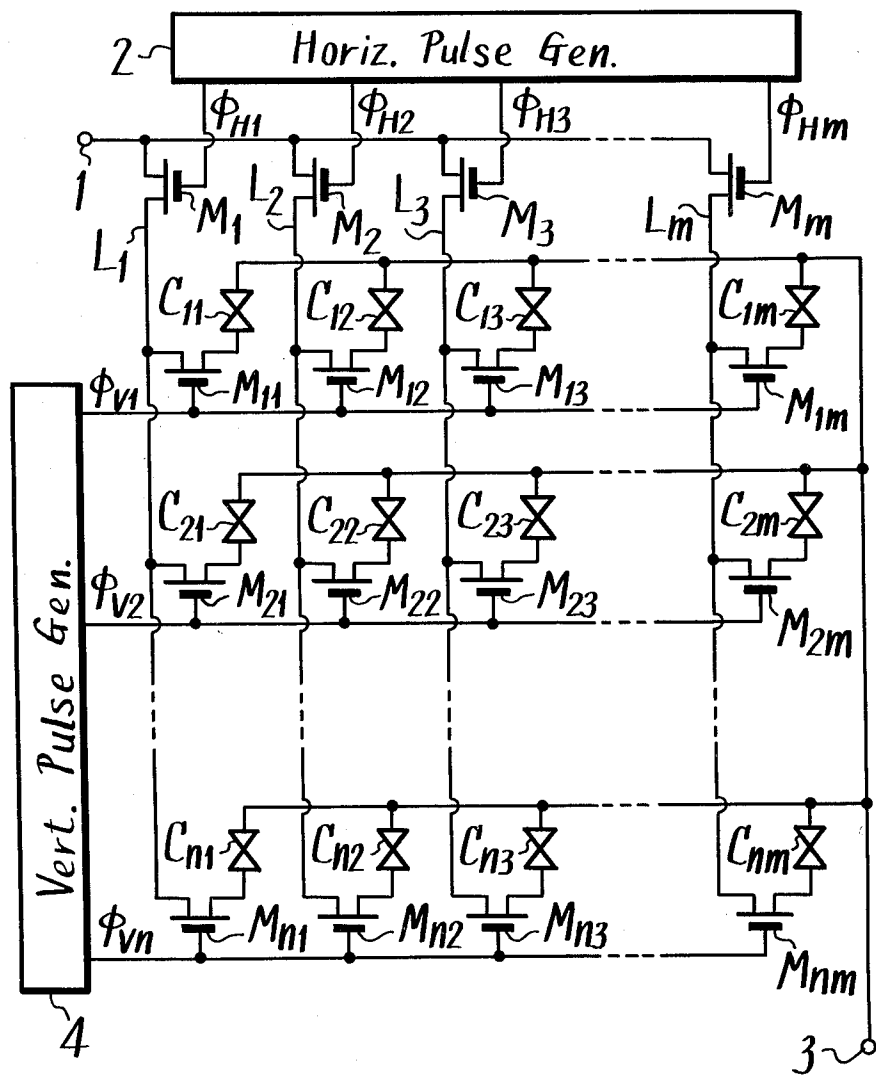 2
Horiz. Pulse Gen.
ΦH1 ΦH2 ΦH3 ΦHm
1
L1 M1 L2 M2 L3 M3 Lm Mm
C11 C12 C13 C1m
ΦV1 M11 M12 M13 M1m
C21 C22 C23 C2m
ΦV2 M21 M22 M23 M2m
Vert. Pulse Gen.
Cn1 Cn2 Cn3 Cnm
ΦVn Mn1 Mn2 Mn3 Mnm
4
3